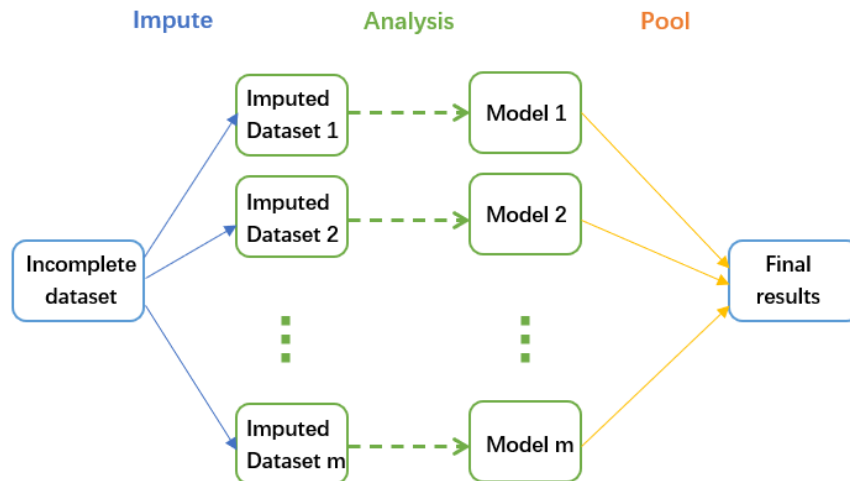 Impute
Analysis
Pool
Imputed
Dataset 1
Model 1
Imputed
Dataset 2
Model 2
Incomplete
dataset
Final
results
Imputed
Dataset m
Model m